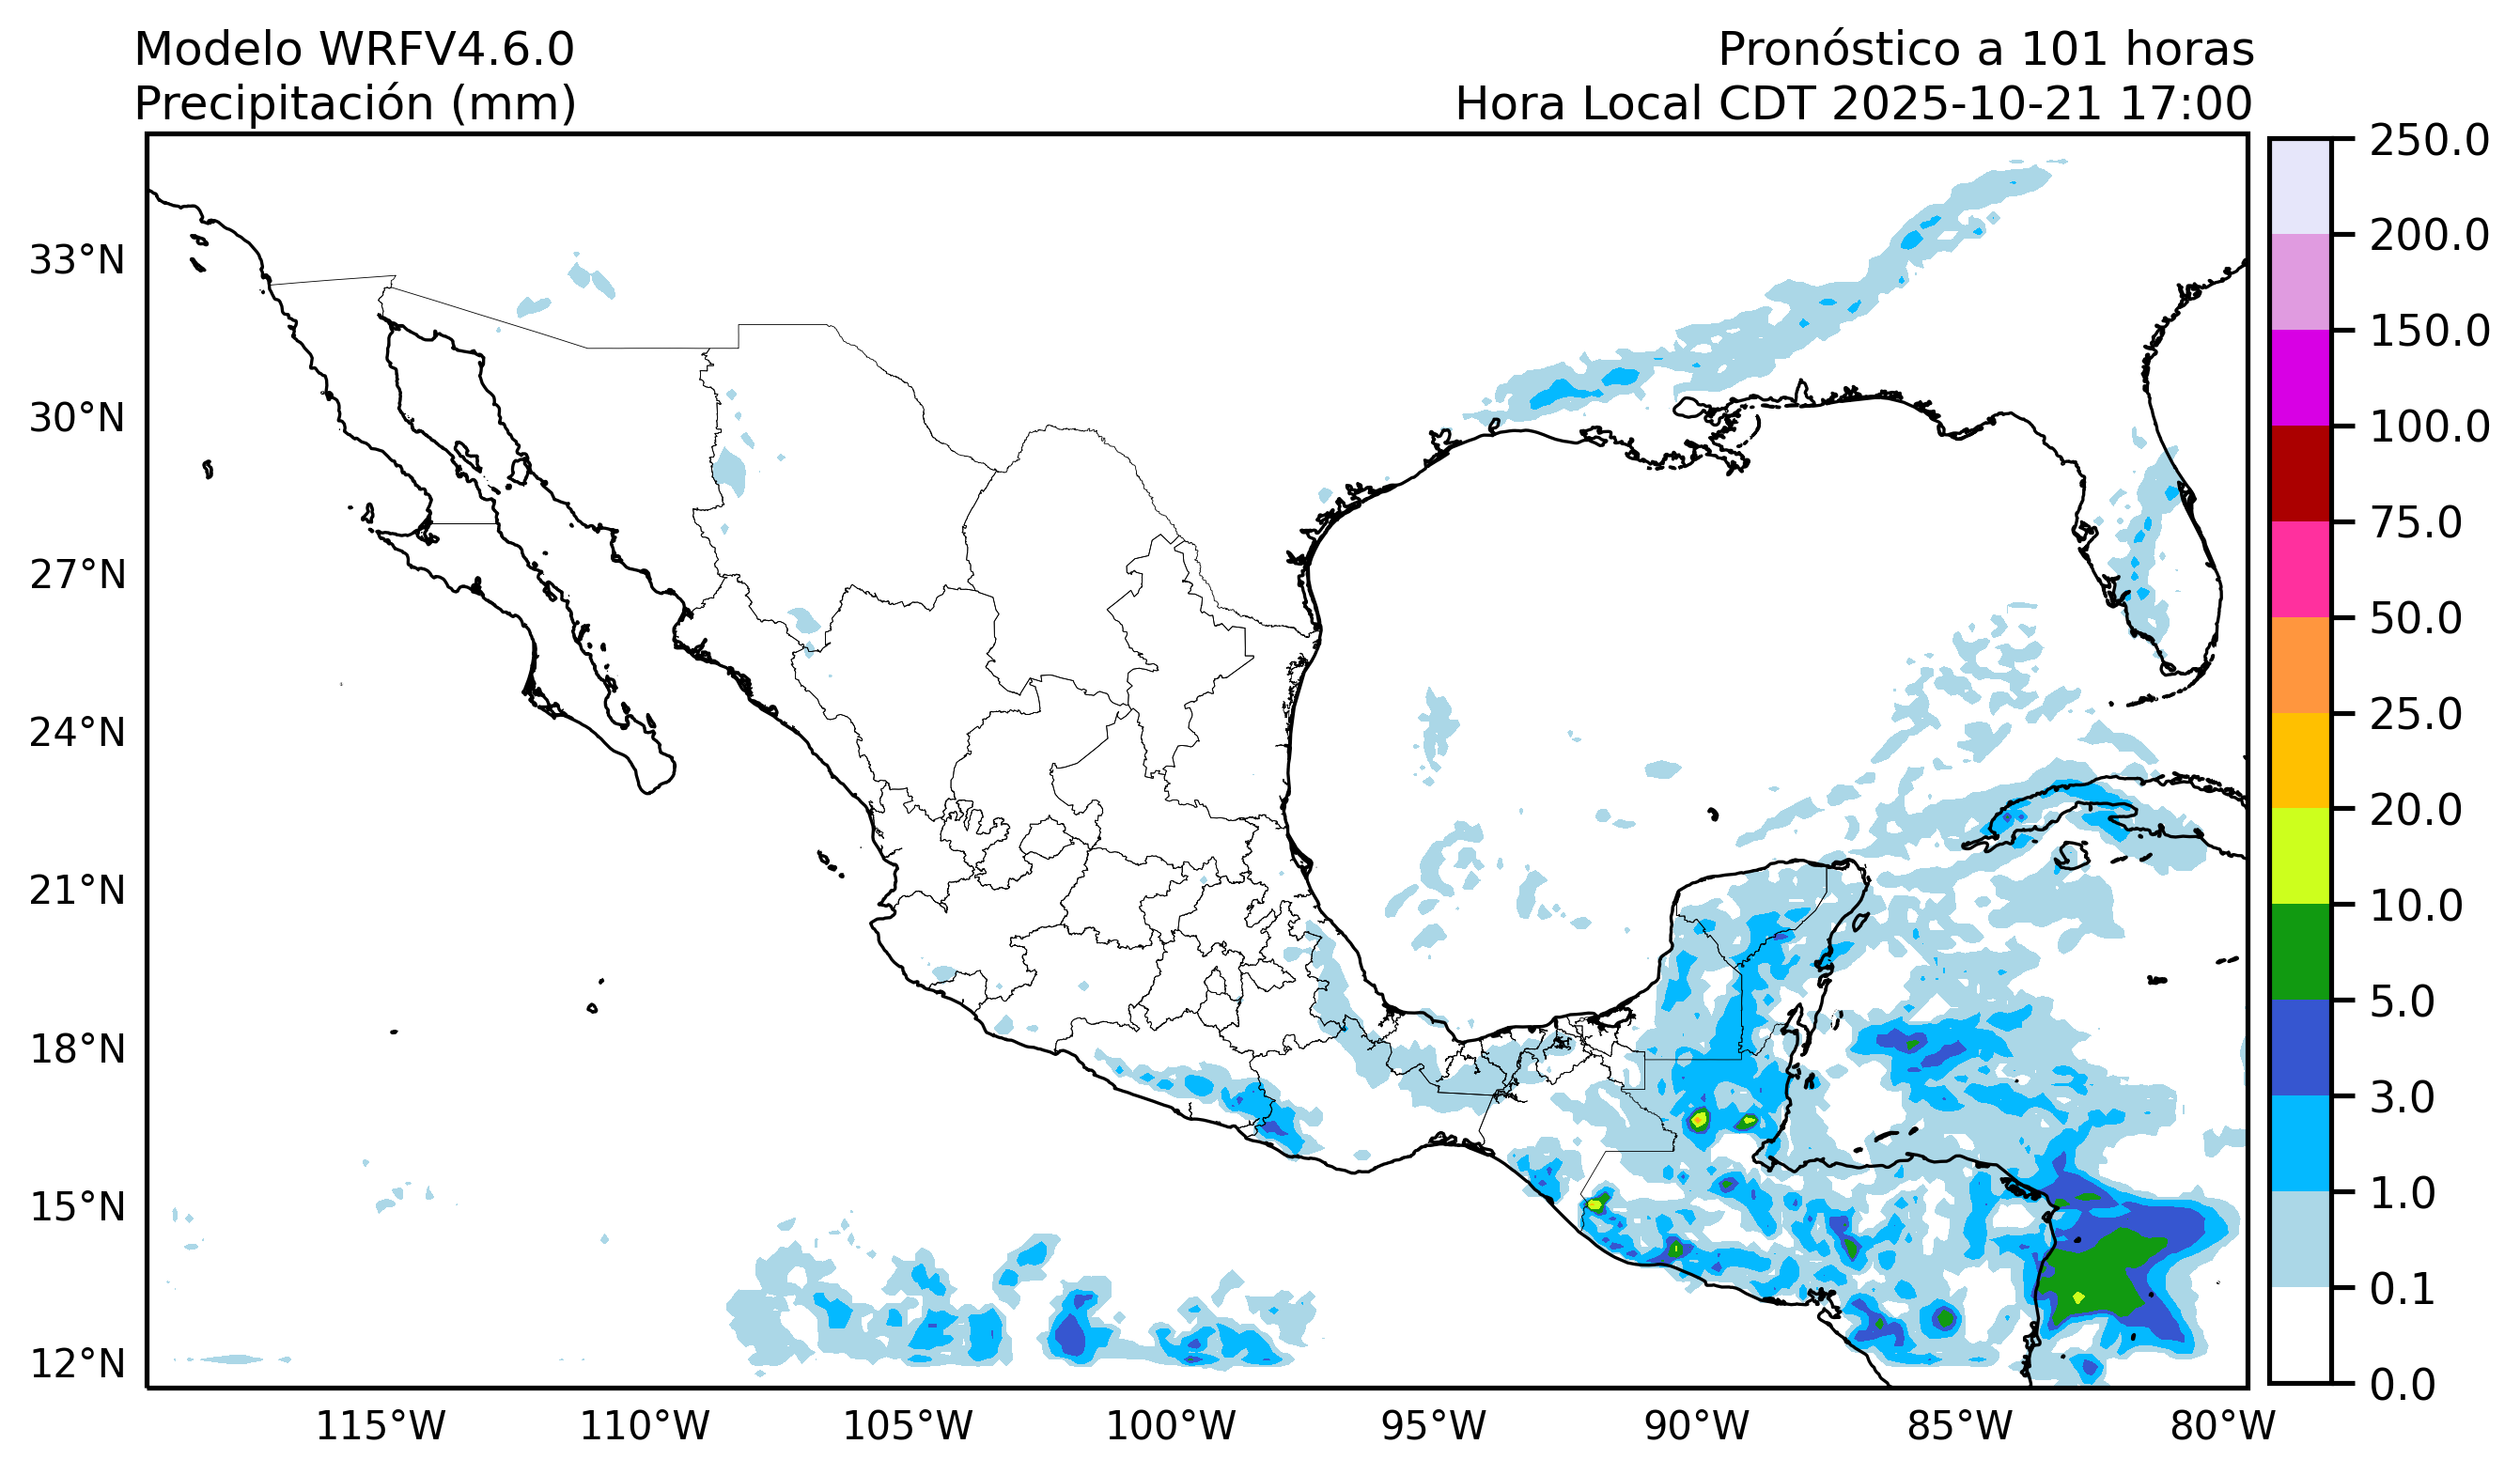 Modelo WRFV4.6.0
Precipitación (mm)
Pronóstico a 101 horas
Hora Local CDT 2025-10-21 17:00
33°N
30°N
27°N
24°N
21°N
18°N
15°N
12°N
115°W
110°W
105°W
100°W
95°W
90°W
85°W
80°W
250.0
200.0
150.0
100.0
75.0
50.0
25.0
20.0
10.0
5.0
3.0
1.0
0.1
0.0